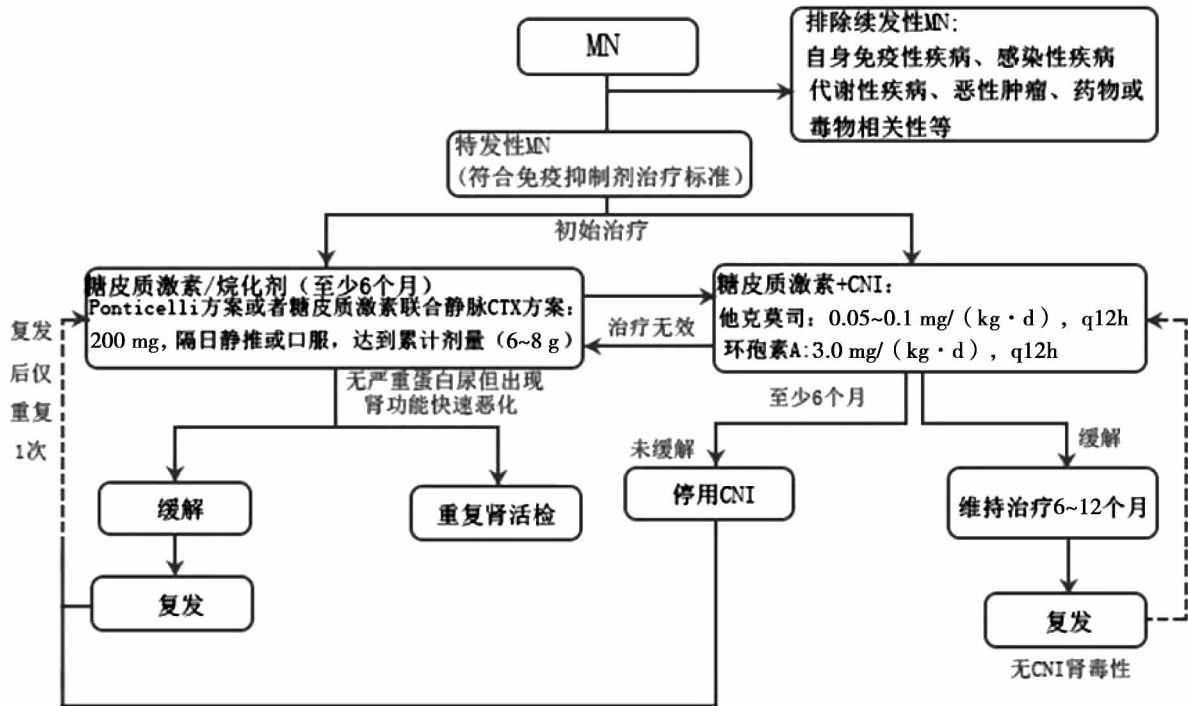 MN
排除续发性MN:
自身免疫性疾病、感染性疾病
代谢性疾病、恶性肿瘤、药物或
毒物相关性等
特发性MN
(符合免疫抑制剂治疗标准)
初始治疗
糖皮质激素/烷化剂（至少6个月）
Ponticelli方案或者糖皮质激素联合静脉CTX方案:
200 mg, 隔日静推或口服，达到累计剂量（6~8 g）
糖皮质激素+CNI:
他克莫司: 0.05~0.1 mg/（kg·d）, q12h
环孢素A:3.0 mg/（kg·d）, q12h
治疗无效
复发
后仅
重复
1次
无严重蛋白尿但出现
肾功能快速恶化
至少6个月
未缓解
缓解
缓解
重复肾活检
停用CNI
维持治疗6~12个月
复发
复发
无CNI肾毒性